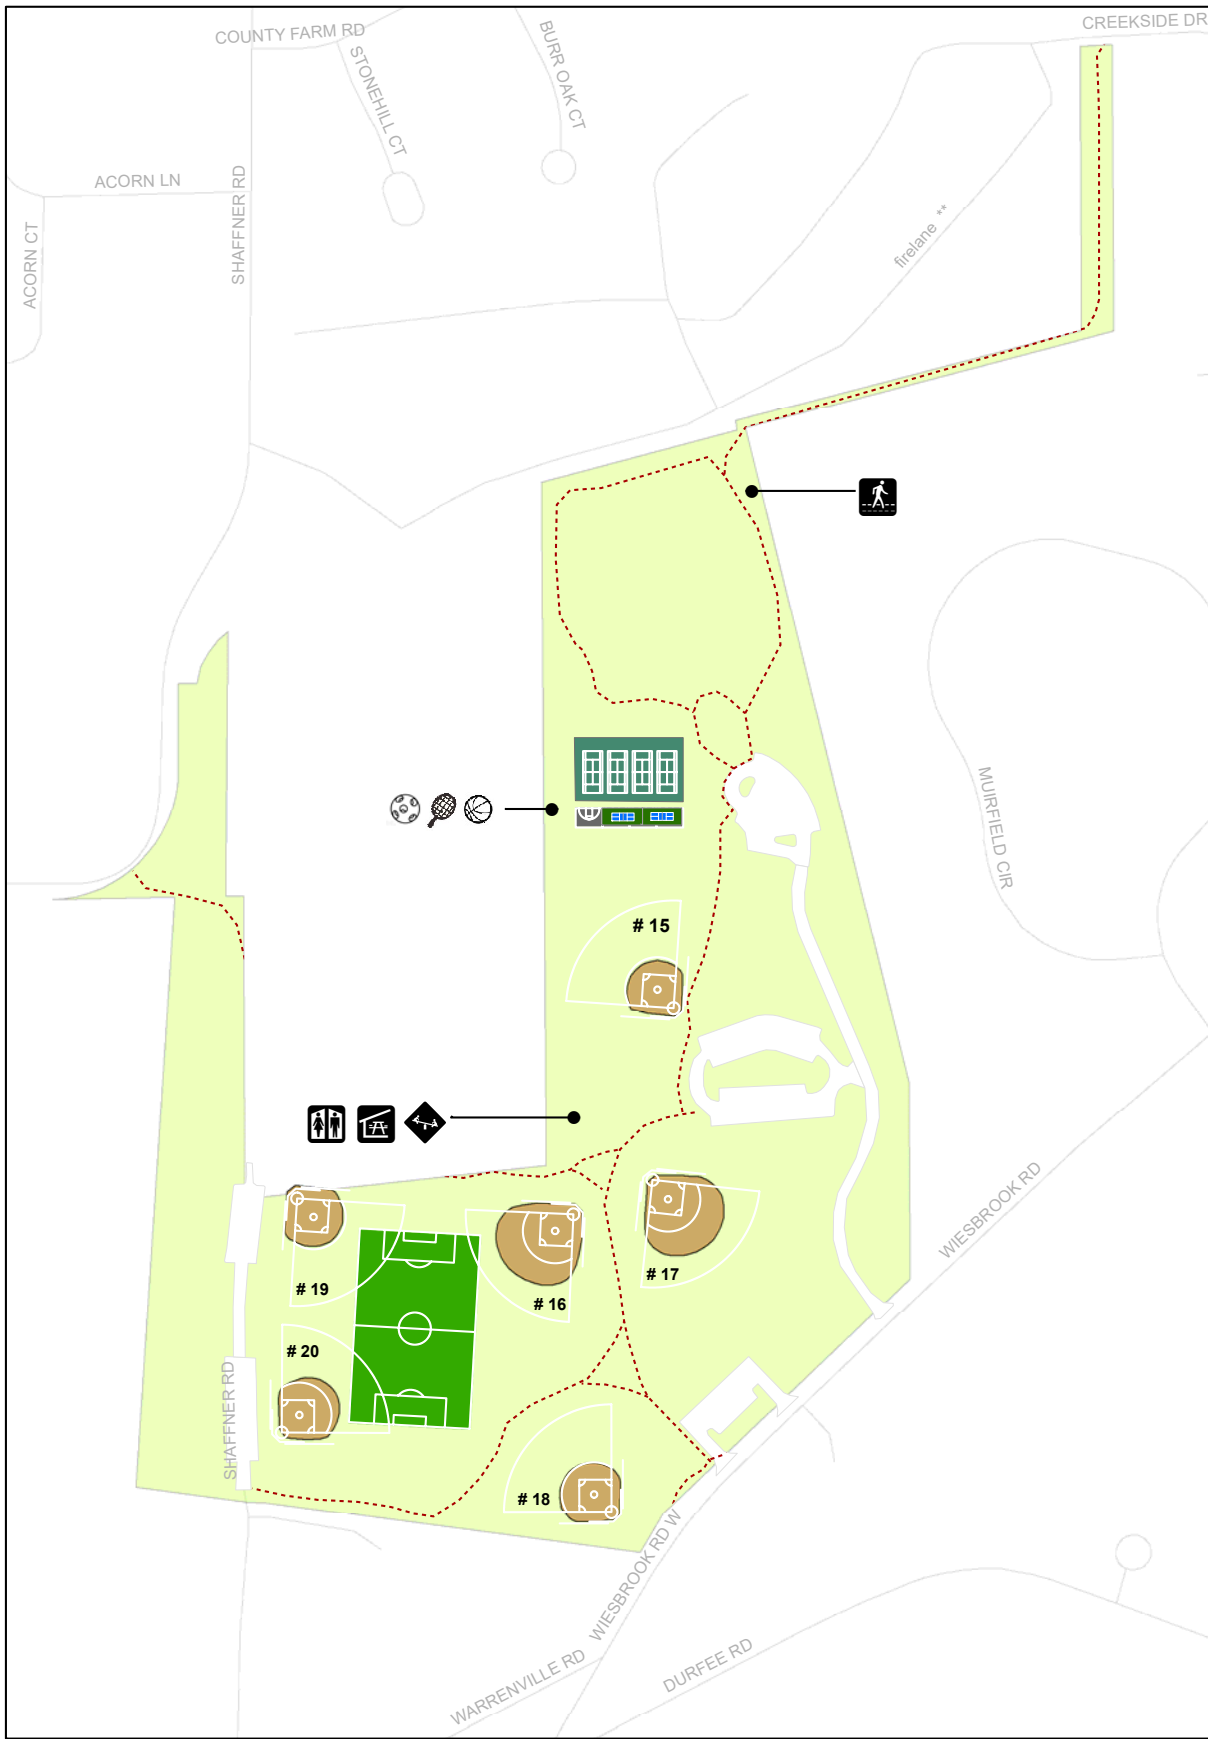 COUNTY FARM RD
CREEKSIDE DR
STONEHILL CT
BURR OAK CT
ACORN LN
SHAFFNER RD
ACORN CT
firelane **
MUIRFIELD CIR
# 15
WIESBROOK RD
# 17
# 19
# 16
# 20
SHAFFNER RD
# 18
WIESBROOK RD W
WARRENVILLE RD
DURFEE RD